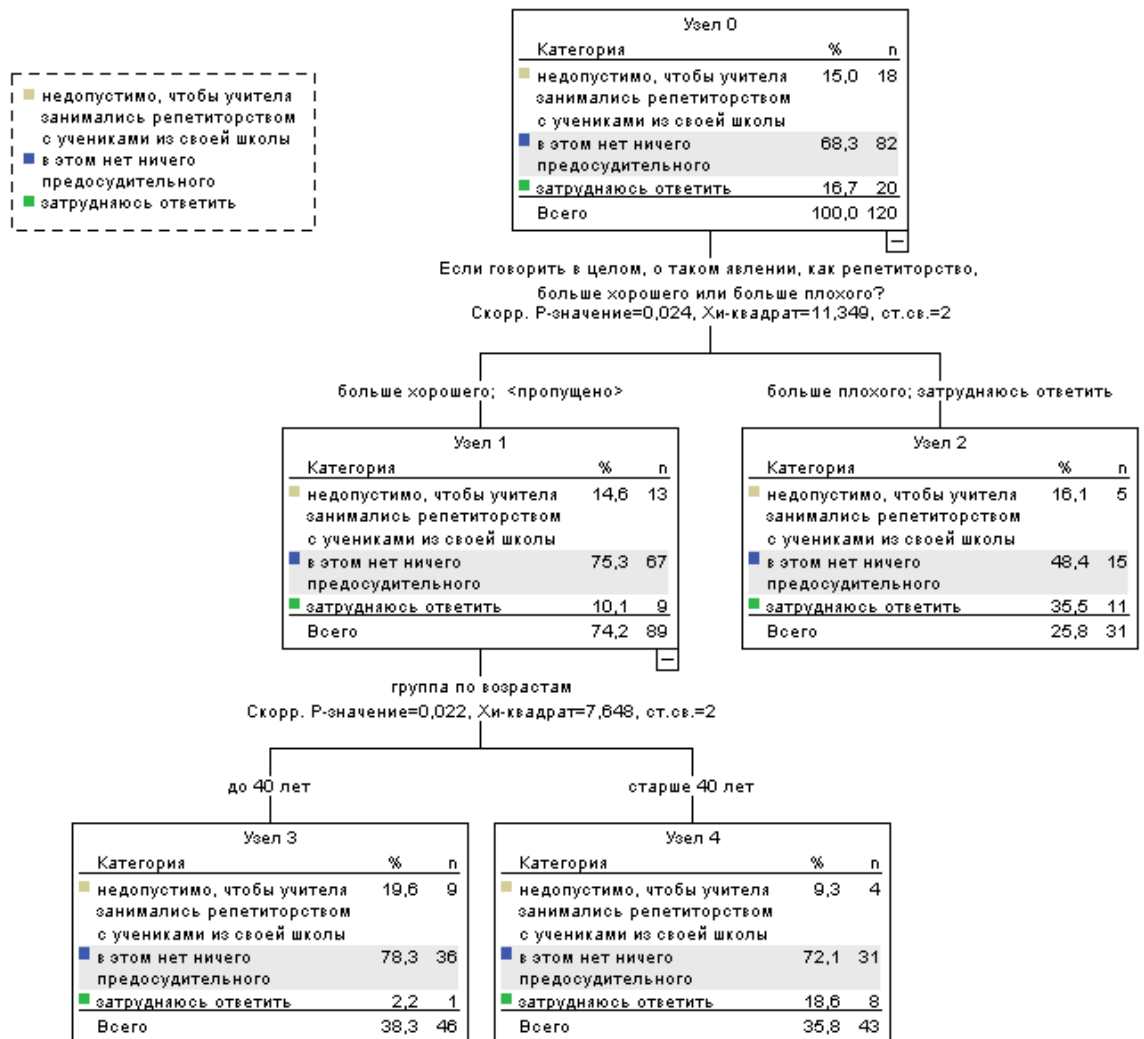 Узел 0
Категория % n
недопустимо, чтобы учителя 15,0 18
занимались репетиторством
с учениками из своей школы
в этом нет ничего 68,3 82
предосудительного
затрудняюсь ответить 16,7 20
Всего 100,0 120
недопустимо, чтобы учителя
занимались репетиторством
с учениками из своей школы
в этом нет ничего
предосудительного
затрудняюсь ответить
Если говорить в целом, о таком явлении, как репетиторство,
больше хорошего или больше плохого?
Скорр. P-значение=0,024, Хи-квадрат=11,349, ст.св.=2
больше хорошего; <пропущено>
больше плохого; затрудняюсь ответить
Узел 1
Категория % n
недопустимо, чтобы учителя 14,6 13
занимались репетиторством
с учениками из своей школы
в этом нет ничего 75,3 67
предосудительного
затрудняюсь ответить 10,1 9
Всего 74,2 89
Узел 2
Категория % n
недопустимо, чтобы учителя 16,1 5
занимались репетиторством
с учениками из своей школы
в этом нет ничего 48,4 15
предосудительного
затрудняюсь ответить 35,5 11
Всего 25,8 31
группа по возрастам
Скорр. P-значение=0,022, Хи-квадрат=7,648, ст.св.=2
до 40 лет
старше 40 лет
Узел 3
Категория % n
недопустимо, чтобы учителя 19,6 9
занимались репетиторством
с учениками из своей школы
в этом нет ничего 78,3 36
предосудительного
затрудняюсь ответить 2,2 1
Всего 38,3 46
Узел 4
Категория % n
недопустимо, чтобы учителя 9,3 4
занимались репетиторством
с учениками из своей школы
в этом нет ничего 72,1 31
предосудительного
затрудняюсь ответить 18,6 8
Всего 35,8 43